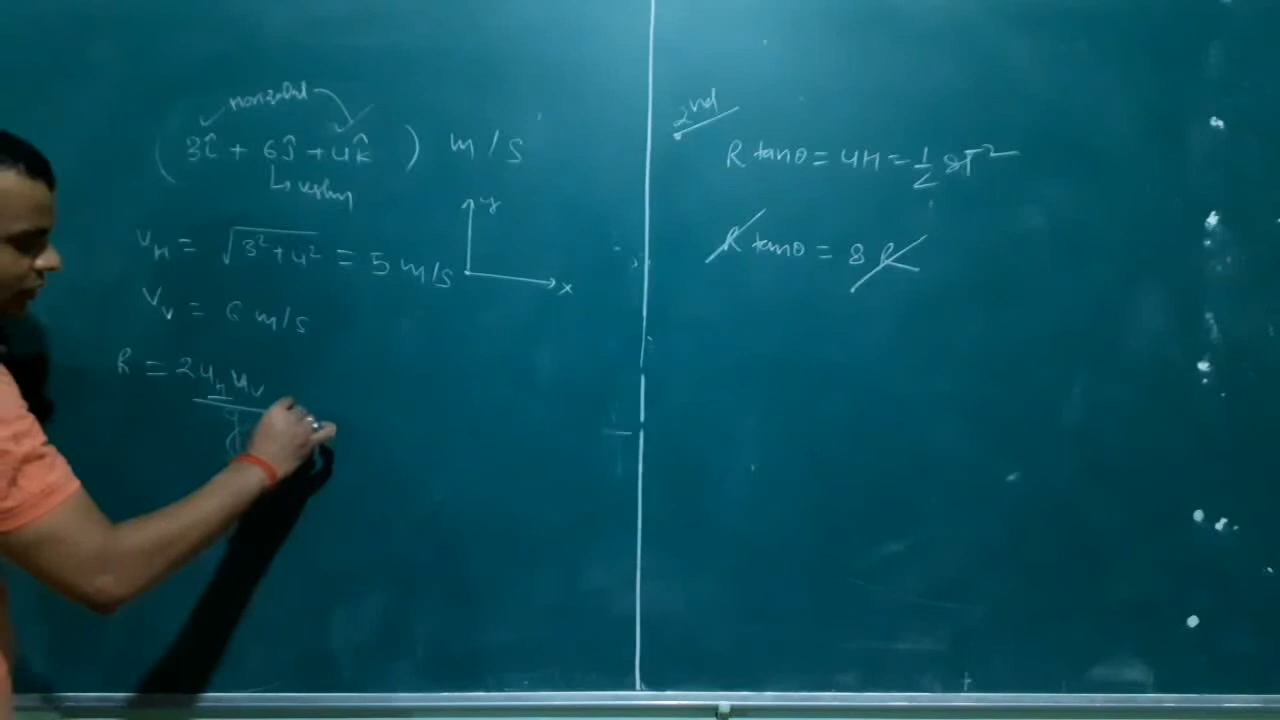 horizontal
(3î + 6ĵ + 4k̂) m/s
y
x
v_H = √(3² + 4²) = 5 m/s
v_v = 6 m/s
R = 2u_H u_v / g
2nd
R tanθ = 4H = 1/2 gT²
R tanθ = 8 R